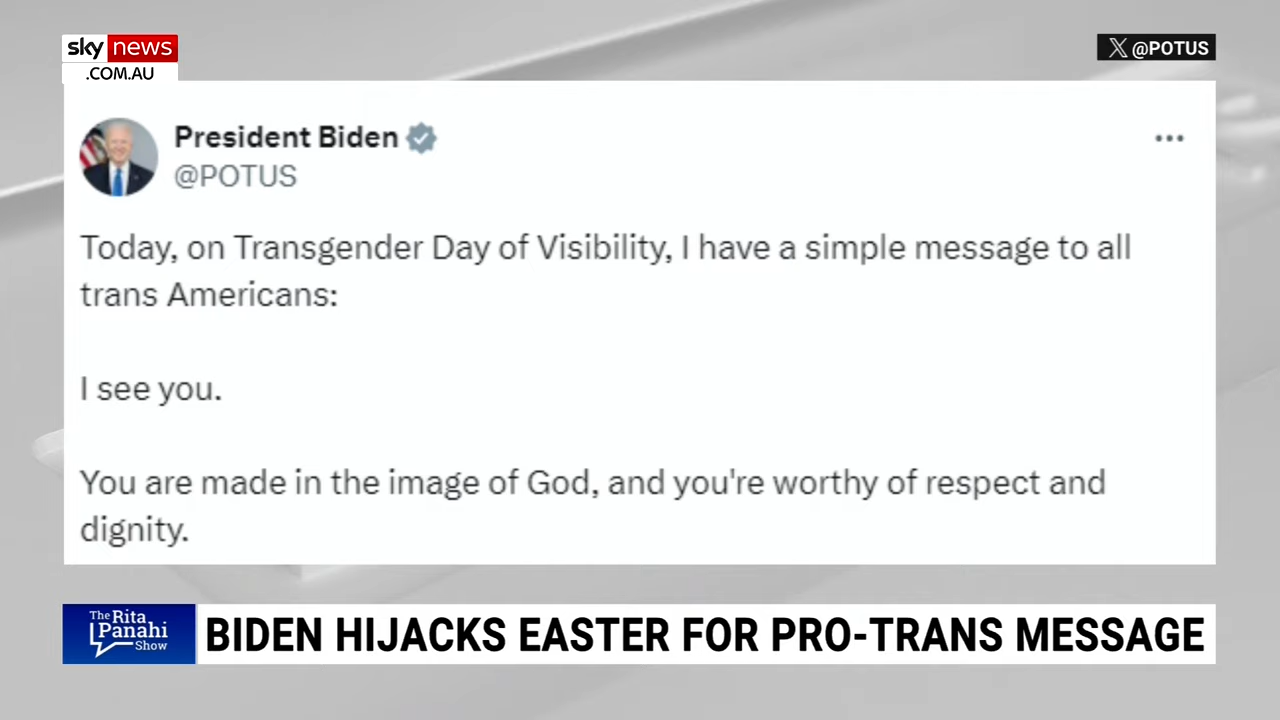 sky news
.COM.AU
X @POTUS
President Biden
@POTUS
Today, on Transgender Day of Visibility, I have a simple message to all
trans Americans:
I see you.
You are made in the image of God, and you're worthy of respect and
dignity.
The Rita
Panahi
Show
BIDEN HIJACKS EASTER FOR PRO-TRANS MESSAGE